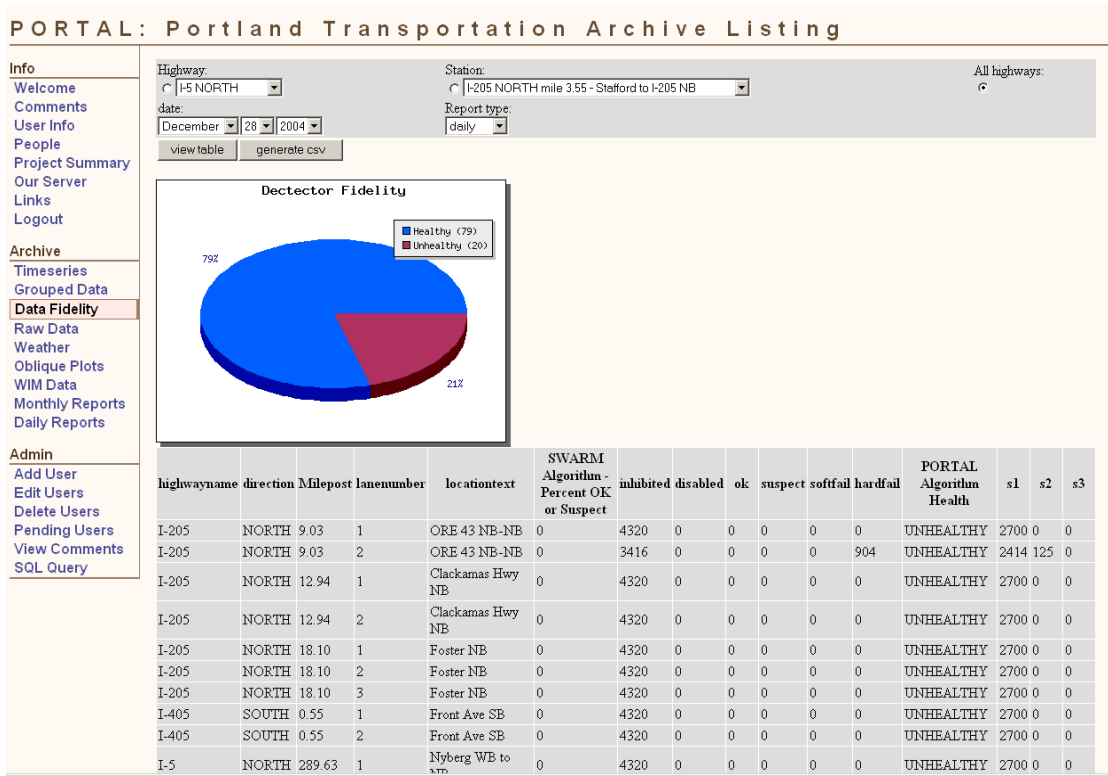 PORTAL: Portland Transportation Archive Listing
Info
Welcome
Comments
User Info
People
Project Summary
Our Server
Links
Logout
Archive
Timeseries
Grouped Data
Data Fidelity
Raw Data
Weather
Oblique Plots
WIM Data
Monthly Reports
Daily Reports
Admin
Add User
Edit Users
Delete Users
Pending Users
View Comments
SQL Query
Highway: Station: All highways:
I-5 NORTH I-205 NORTH mile 3.55 - Stafford to I-205 NB
date: Report type:
December 28 2004 daily
view table generate csv
Dectector Fidelity
Healthy (79)
Unhealthy (20)
79%
21%
highwayname direction Milepost lanenumber locationtext SWARM Algorithm - Percent OK or Suspect inhibited disabled ok suspect softfail hardfail PORTAL Algorithm Health s1 s2 s3
I-205 NORTH 9.03 1 ORE 43 NB-NB 0 4320 0 0 0 0 0 UNHEALTHY 2700 0 0
I-205 NORTH 9.03 2 ORE 43 NB-NB 0 3416 0 0 0 0 904 UNHEALTHY 2414 125 0
I-205 NORTH 12.94 1 Clackamas Hwy NB 0 4320 0 0 0 0 0 UNHEALTHY 2700 0 0
I-205 NORTH 12.94 2 Clackamas Hwy NB 0 4320 0 0 0 0 0 UNHEALTHY 2700 0 0
I-205 NORTH 18.10 1 Foster NB 0 4320 0 0 0 0 0 UNHEALTHY 2700 0 0
I-205 NORTH 18.10 2 Foster NB 0 4320 0 0 0 0 0 UNHEALTHY 2700 0 0
I-205 NORTH 18.10 3 Foster NB 0 4320 0 0 0 0 0 UNHEALTHY 2700 0 0
I-405 SOUTH 0.55 1 Front Ave SB 0 4320 0 0 0 0 0 UNHEALTHY 2700 0 0
I-405 SOUTH 0.55 2 Front Ave SB 0 4320 0 0 0 0 0 UNHEALTHY 2700 0 0
I-5 NORTH 289.63 1 Nyberg WB to NB 0 4320 0 0 0 0 0 UNHEALTHY 2700 0 0